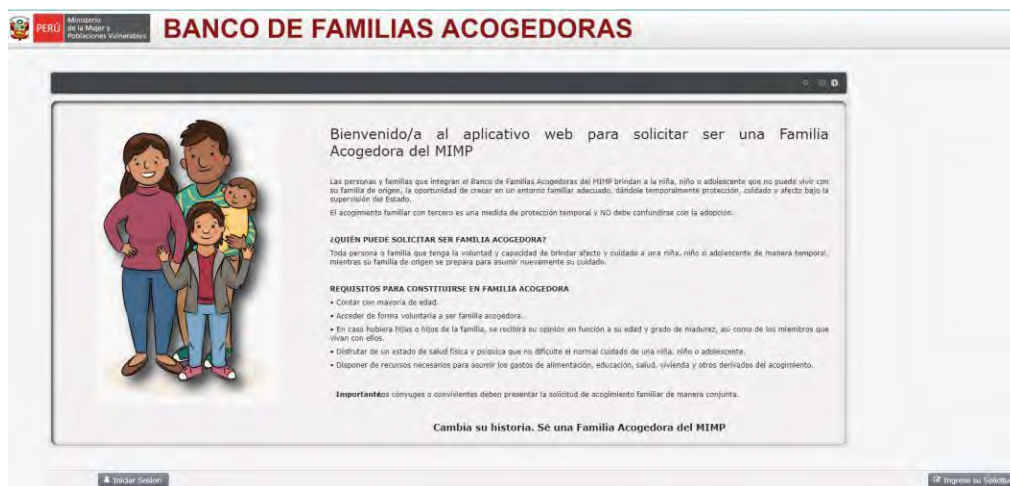 PERÚ
Ministerio
de la Mujer y
Poblaciones Vulnerables
BANCO DE FAMILIAS ACOGEDORAS
Bienvenido/a al aplicativo web para solicitar ser una Familia
Acogedora del MIMP
Las personas y familias que integran el Banco de Familias Acogedoras del MIMP brindan a la niña, niño o adolescente que no puede vivir con
su familia de origen, la oportunidad de crecer en un entorno familiar adecuado, dándole temporalmente protección, cuidado y afecto bajo la
supervisión del Estado.
El acogimiento familiar con tercero es una medida de protección temporal y NO debe confundirse con la adopción.
¿QUIÉN PUEDE SOLICITAR SER FAMILIA ACOGEDORA?
Toda persona o familia que tenga la voluntad y capacidad de brindar afecto y cuidado a una niña, niño o adolescente de manera temporal,
mientras su familia de origen se prepara para asumir nuevamente su cuidado.
REQUISITOS PARA CONSTITUIRSE EN FAMILIA ACOGEDORA
• Contar con mayoría de edad.
• Acceder de forma voluntaria a ser familia acogedora.
• En caso hubiera hijas o hijos de la familia, se recibirá su opinión en función a su edad y grado de madurez, así como de los miembros que
vivan con ellos.
• Disfrutar de un estado de salud física y psíquica que no dificulte el normal cuidado de una niña, niño o adolescente.
• Disponer de recursos necesarios para asumir los gastos de alimentación, educación, salud, vivienda y otros derivados del acogimiento.
Importante cónyuges o convivientes deben presentar la solicitud de acogimiento familiar de manera conjunta.
Cambia su historia. Sé una Familia Acogedora del MIMP
Iniciar Sesion
Ingrese su Solicitu